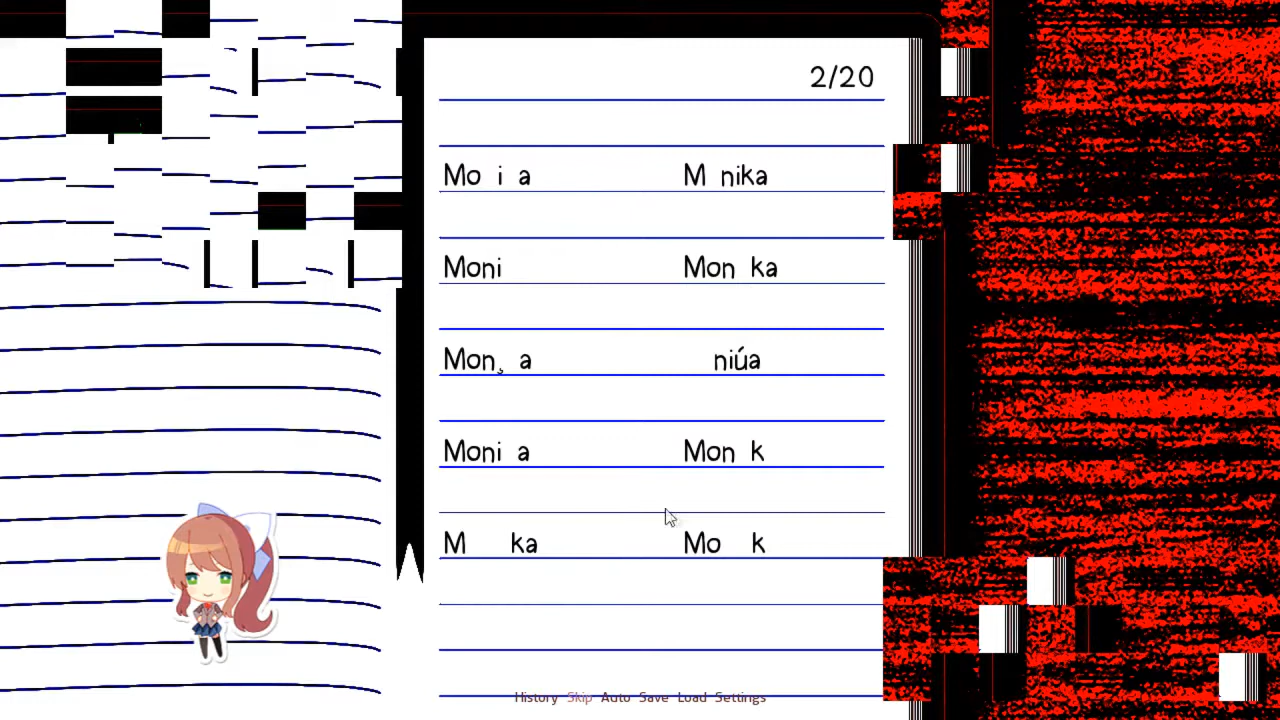 2/20
Mo i a M nika
Moni Mon ka
Mon˛ a niúa
Moni a Mon k
M ka Mo k
History Skip Auto Save Load Settings